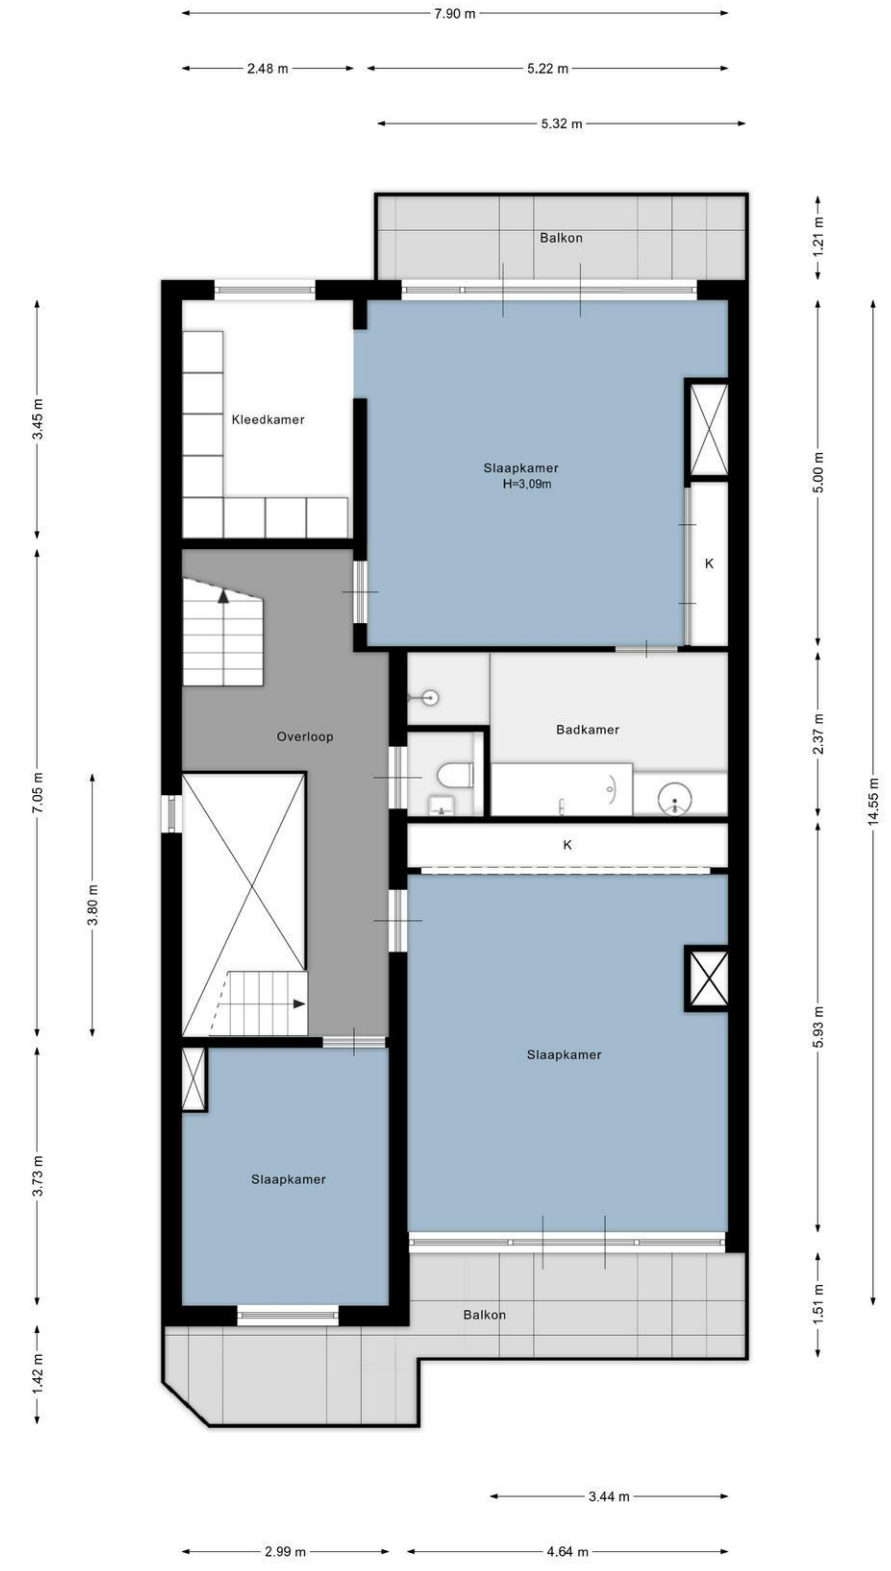 7.90 m
2.48 m
5.22 m
5.32 m
1.21 m
Balkon
3.45 m
Kleedkamer
Slaapkamer
H=3,09m
5.00 m
K
14.55 m
7.05 m
Overloop
Badkamer
2.37 m
3.80 m
K
Slaapkamer
5.93 m
3.73 m
Slaapkamer
Balkon
1.51 m
1.42 m
3.44 m
2.99 m
4.64 m